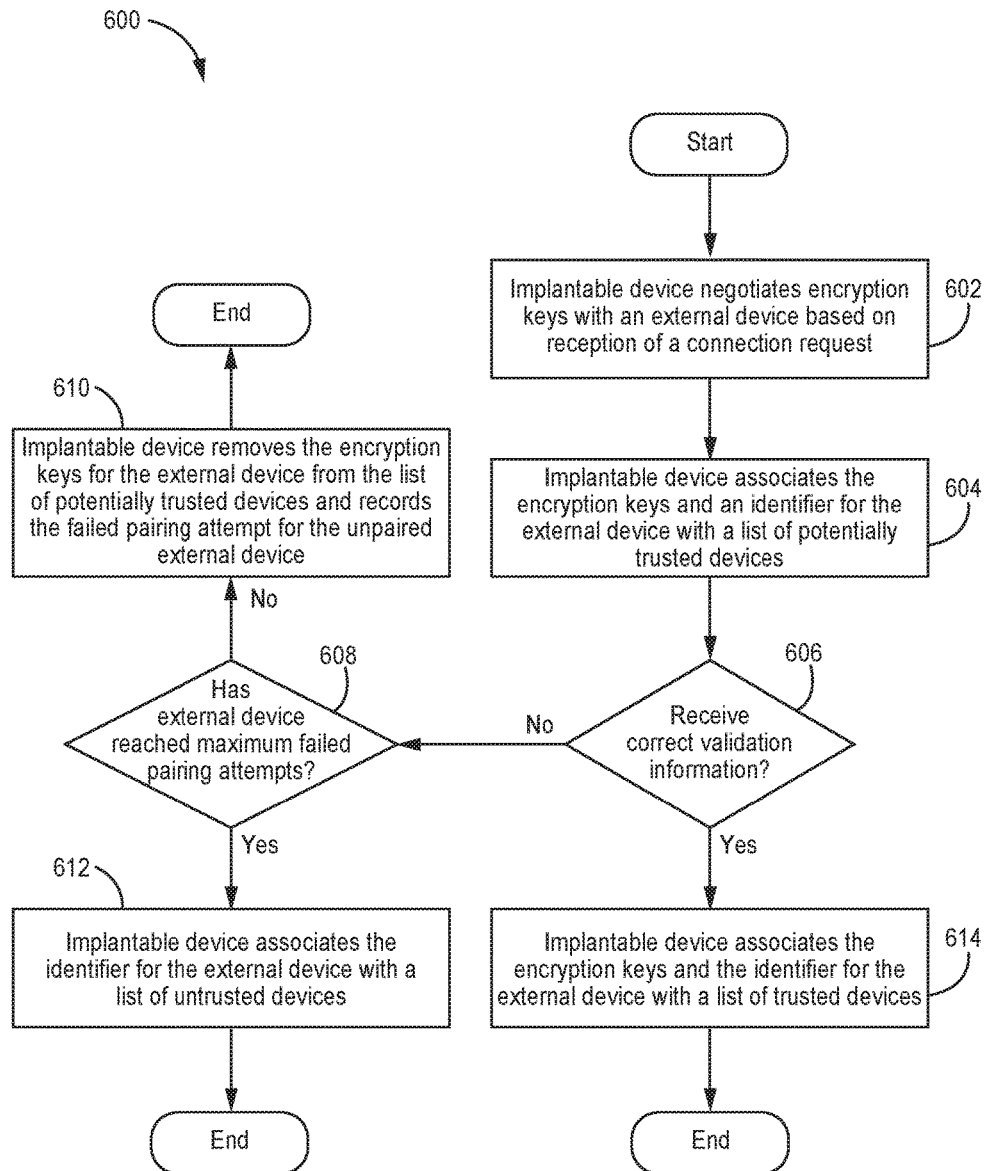 600
Start
Implantable device negotiates encryption
keys with an external device based on
reception of a connection request
602
Implantable device associates the
encryption keys and an identifier for the
external device with a list of potentially
trusted devices
604
Receive
correct validation
information?
606
No
Yes
Has
external device
reached maximum failed
pairing attempts?
608
No
Yes
610
Implantable device removes the encryption
keys for the external device from the list
of potentially trusted devices and records
the failed pairing attempt for the unpaired
external device
End
612
Implantable device associates the
identifier for the external device with a
list of untrusted devices
End
Implantable device associates the
encryption keys and the identifier for the
external device with a list of trusted devices
614
End